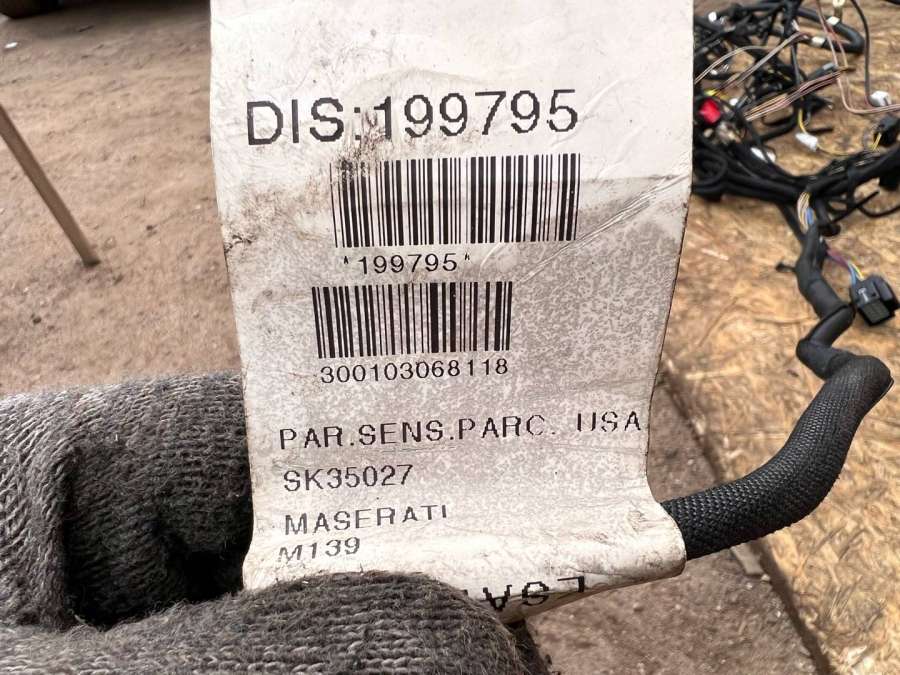 DIS:199795
*199795*
300103068118
PAR.SENS.PARC. USA
SK35027
MASERATI
M139